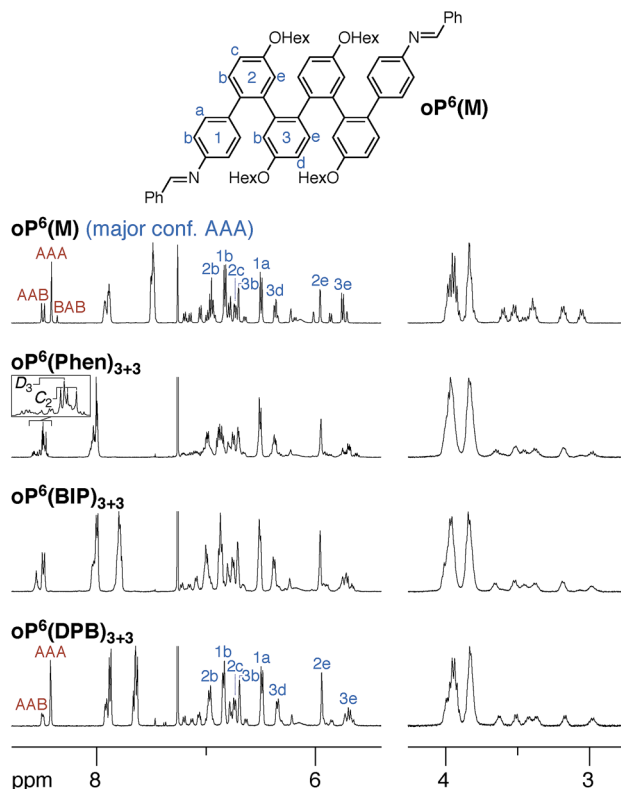 Ph
N
OHex
OHex
c
b
2
e
a
b
1
b
3
e
d
N
Ph
HexO
HexO
oP⁶(M)
oP⁶(M) (major conf. AAA)
AAA
AAB
BAB
2b
1b
2c
3b
1a
3d
2e
3e
oP⁶(Phen)₃₊₃
D₃
C₂
oP⁶(BIP)₃₊₃
oP⁶(DPB)₃₊₃
AAA
AAB
2b
1b
2c
3b
1a
3d
2e
3e
ppm 8 6 4 3